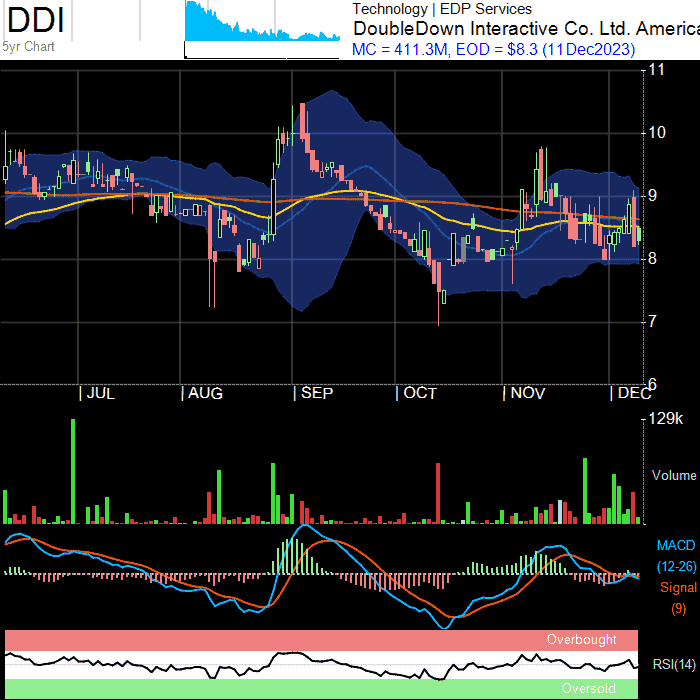 DDI
5yr Chart
Technology | EDP Services
DoubleDown Interactive Co. Ltd. America
MC = 411.3M, EOD = $8.3 (11Dec2023)
11
10
9
8
7
6
| JUL
| AUG
| SEP
| OCT
| NOV
| DEC
129k
Volume
MACD
(12-26)
Signal
(9)
Overbought
RSI(14)
Oversold